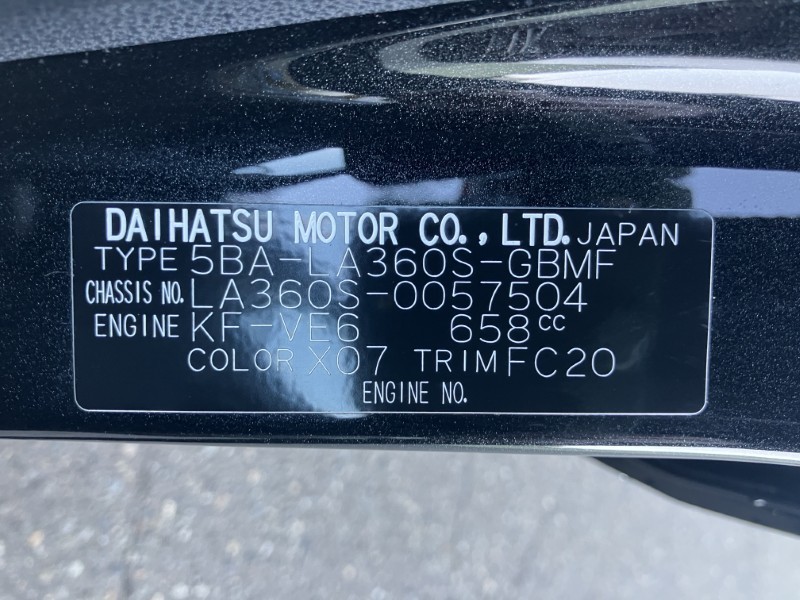 DAIHATSU MOTOR CO., LTD. JAPAN
TYPE 5BA-LA360S-GBMF
CHASSIS NO. LA360S-0057504
ENGINE KF-VE6 658cc
COLOR X07 TRIM FC20
ENGINE NO.